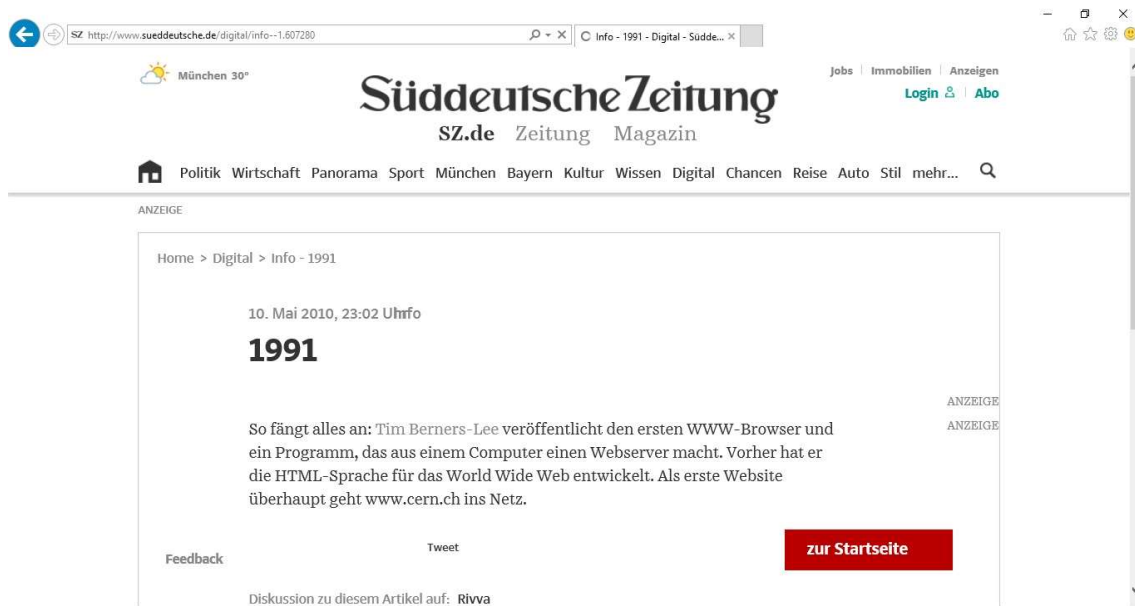 SZ http://www.sueddeutsche.de/digital/info--1.607280
Info - 1991 - Digital - Südde...
München 30°
Jobs Immobilien Anzeigen
Login Abo
Süddeutsche Zeitung
SZ.de Zeitung Magazin
Politik Wirtschaft Panorama Sport München Bayern Kultur Wissen Digital Chancen Reise Auto Stil mehr...
ANZEIGE
Home > Digital > Info - 1991
10. Mai 2010, 23:02 Uhr
1991
ANZEIGE
ANZEIGE
So fängt alles an: Tim Berners-Lee veröffentlicht den ersten WWW-Browser und
ein Programm, das aus einem Computer einen Webserver macht. Vorher hat er
die HTML-Sprache für das World Wide Web entwickelt. Als erste Website
überhaupt geht www.cern.ch ins Netz.
Tweet
zur Startseite
Feedback
Diskussion zu diesem Artikel auf: Rivva